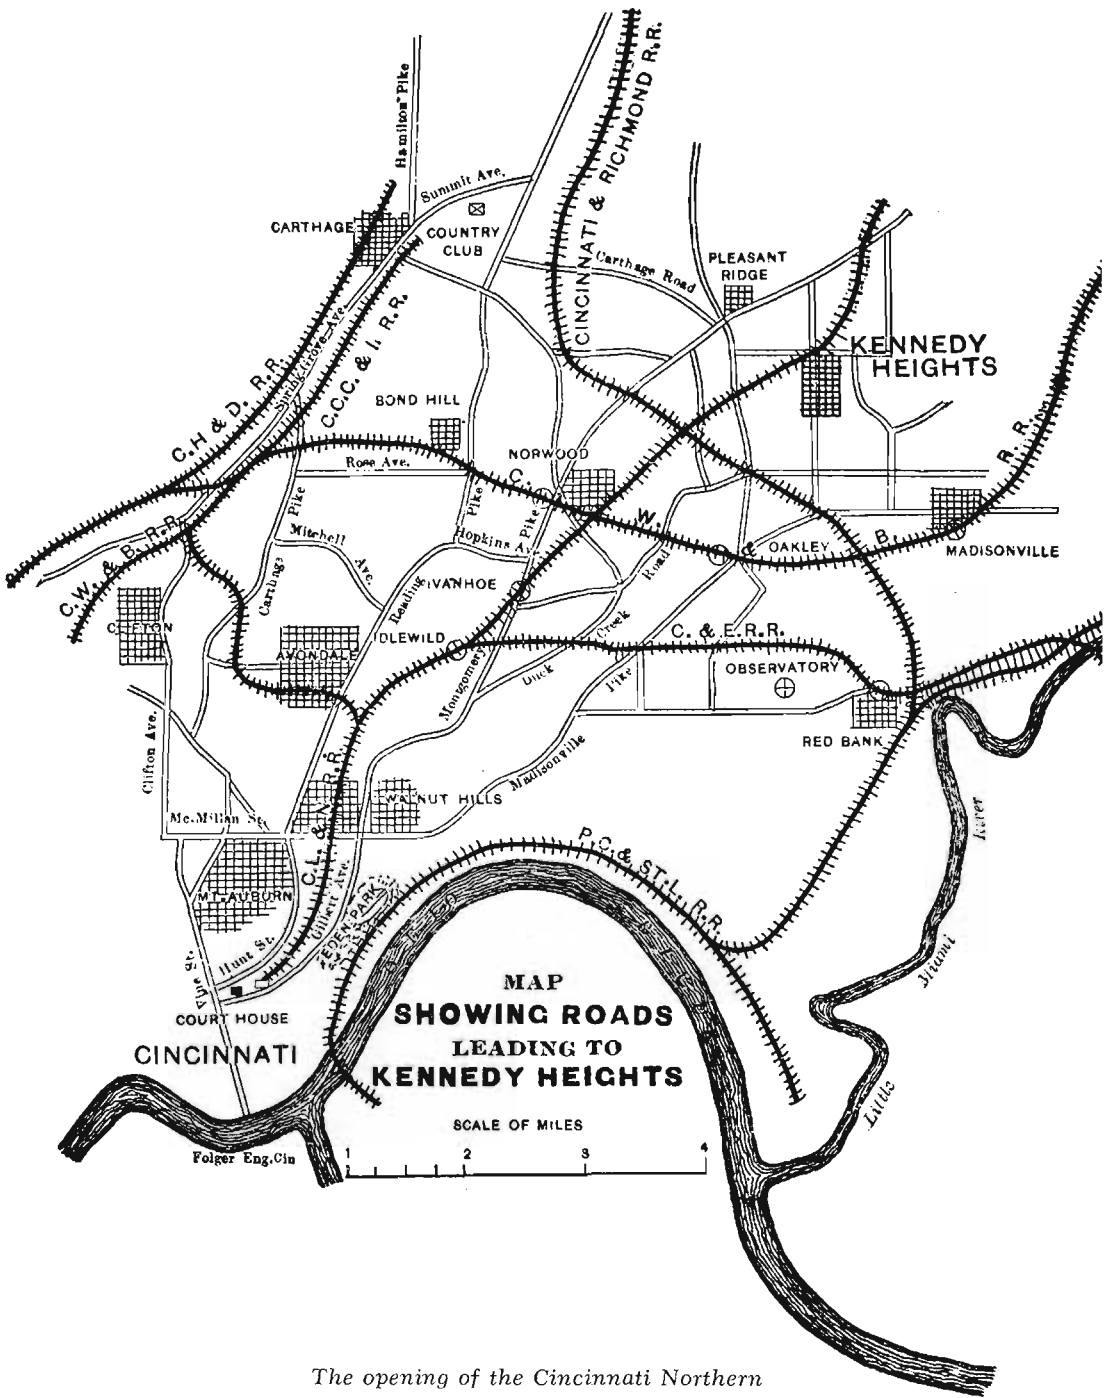 Hamilton Pike
Summit Ave.
CINCINNATI & RICHMOND R.R.
CARTHAGE
COUNTRY
CLUB
Carthage Road
PLEASANT
RIDGE
C.H & D. R.R.
Spring Grove Ave.
C.C.C. & I. R.R.
KENNEDY
HEIGHTS
BOND HILL
NORWOOD
Rose Ave.
C. W. & B. R. R.
Pike
Pike
Pike
Mitchell
Ave.
Hopkins Av.
OAKLEY
MADISONVILLE
C.W. & B. R.R.
Carthage
Reading
IVANHOE
Road
CLIFTON
AVONDALE
IDLEWILD
Creek
C. & E.R.R.
OBSERVATORY
Montgomery
Duck
Pike
RED BANK
Clifton Ave.
Madisonville
C.L. & N. R.R.
WALNUT HILLS
Mc.Millan St.
River
P.C. & ST.L. R.R.
MT. AUBURN
Gilbert Ave.
EDEN PARK
Hunt St.
Vine St.
Miami
COURT HOUSE
CINCINNATI
MAP
SHOWING ROADS
LEADING TO
KENNEDY HEIGHTS
Little
SCALE OF MILES
Folger Eng. Cin
1 2 3 4
The opening of the Cincinnati Northern